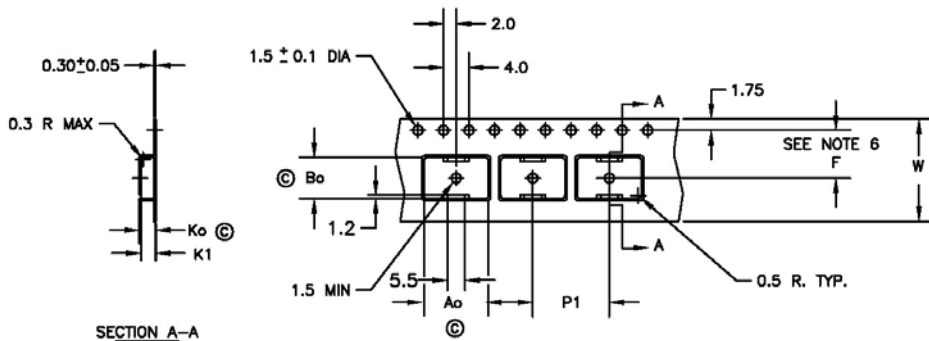 2.0
0.30±0.05
1.5 ± 0.1 DIA
4.0
A
1.75
0.3 R MAX
SEE NOTE 6
F
W
Ⓒ Bo
1.2
Ko Ⓒ
K1
A
5.5
1.5 MIN
0.5 R. TYP.
Ao
P1
Ⓒ
SECTION A-A